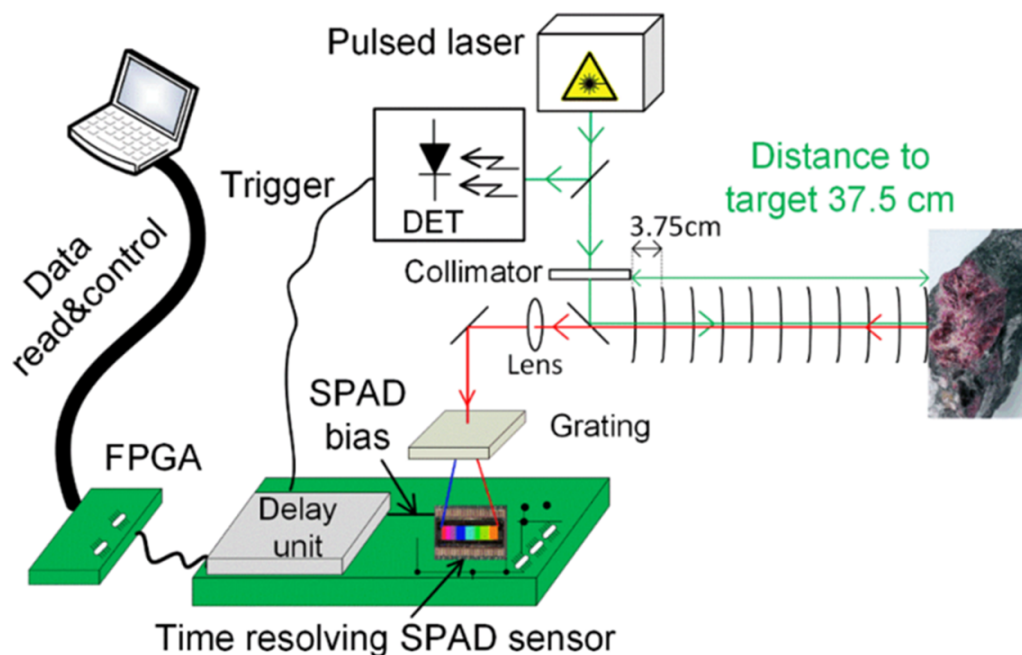 Pulsed laser
Trigger
DET
Distance to
target 37.5 cm
3.75cm
Collimator
Data
read&control
Lens
SPAD
bias
Grating
FPGA
Delay
unit
Time resolving SPAD sensor